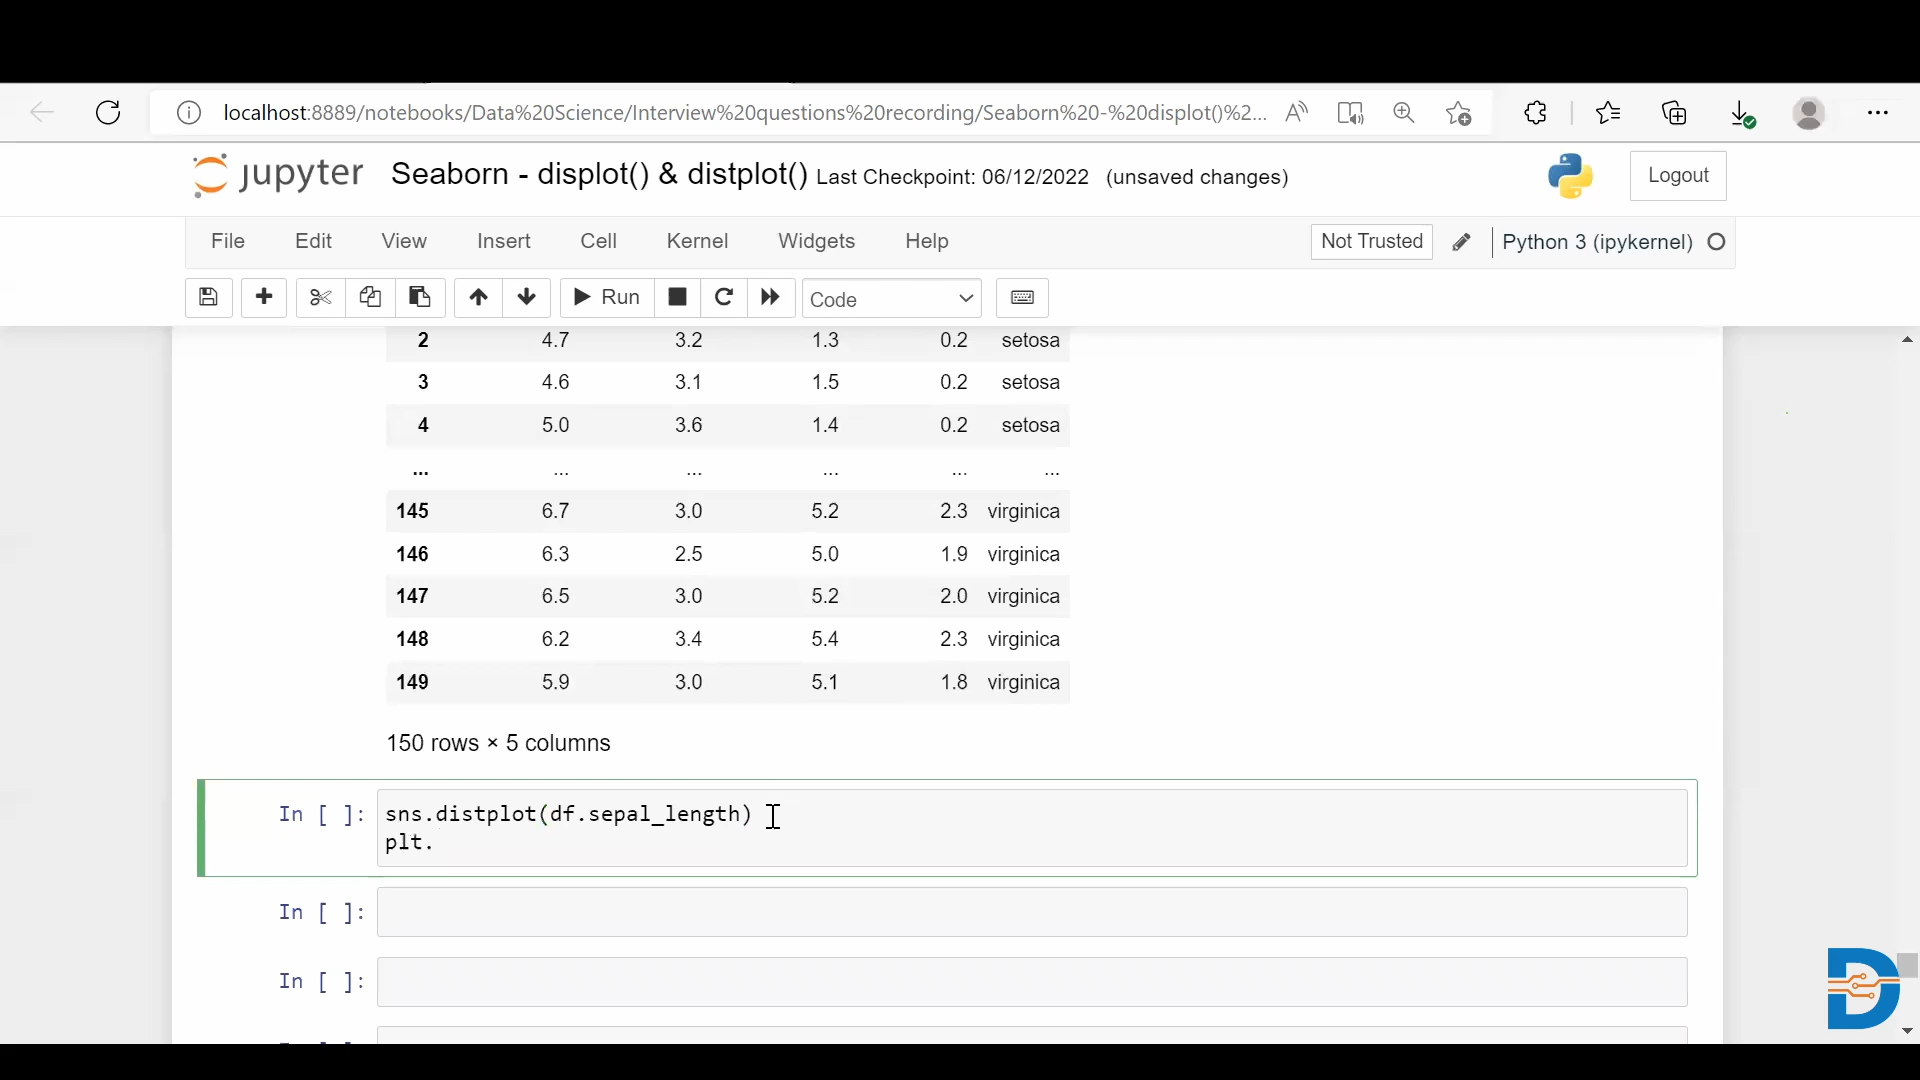 localhost:8889/notebooks/Data%20Science/Interview%20questions%20recording/Seaborn%20-%20displot()%2...
jupyter Seaborn - displot() & distplot() Last Checkpoint: 06/12/2022 (unsaved changes) Logout
File Edit View Insert Cell Kernel Widgets Help Not Trusted Python 3 (ipykernel)
Run Code
2 4.7 3.2 1.3 0.2 setosa
3 4.6 3.1 1.5 0.2 setosa
4 5.0 3.6 1.4 0.2 setosa
... ... ... ... ... ...
145 6.7 3.0 5.2 2.3 virginica
146 6.3 2.5 5.0 1.9 virginica
147 6.5 3.0 5.2 2.0 virginica
148 6.2 3.4 5.4 2.3 virginica
149 5.9 3.0 5.1 1.8 virginica
150 rows × 5 columns
In [ ]: sns.distplot(df.sepal_length)
plt.
In [ ]:
In [ ]: